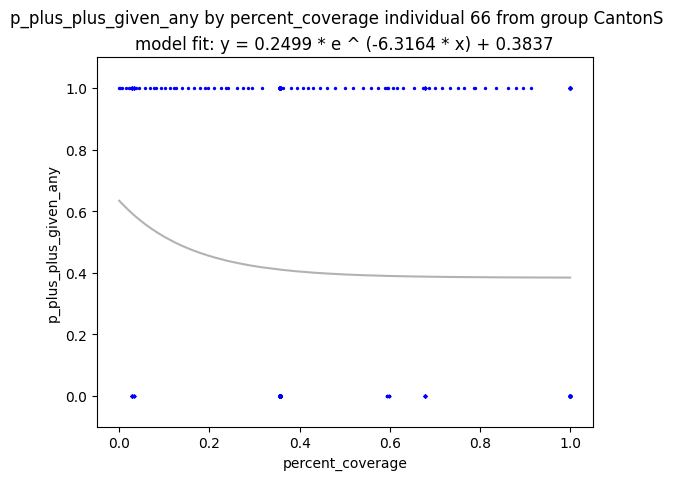 p_plus_plus_given_any by percent_coverage individual 66 from group CantonS
model fit: y = 0.2499 * e ^ (-6.3164 * x) + 0.3837
1.0
0.8
0.6
0.4
0.2
0.0
p_plus_plus_given_any
0.0 0.2 0.4 0.6 0.8 1.0
percent_coverage